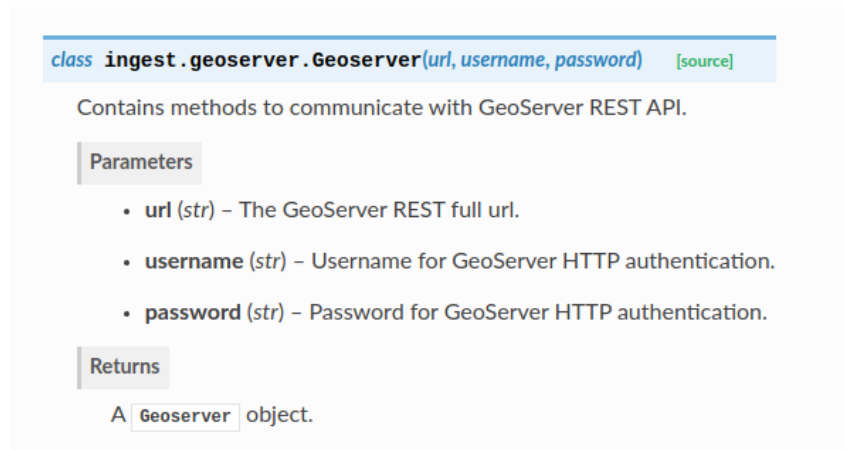 class ingest.geoserver.Geoserver(url, username, password) [source]
Contains methods to communicate with GeoServer REST API.
Parameters
• url (str) – The GeoServer REST full url.
• username (str) – Username for GeoServer HTTP authentication.
• password (str) – Password for GeoServer HTTP authentication.
Returns
A Geoserver object.